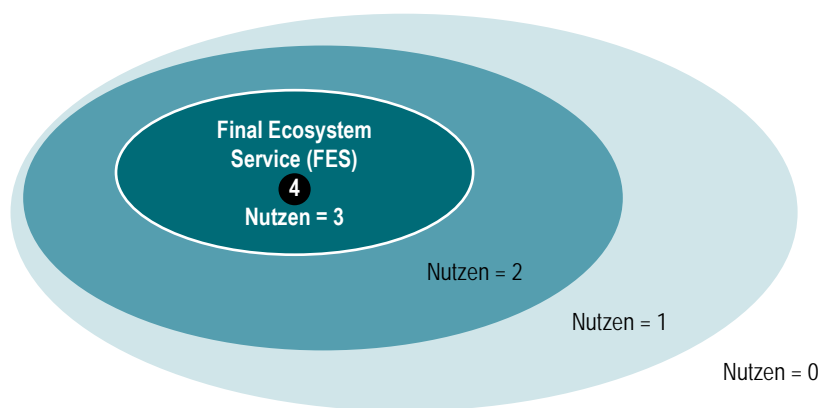 Final Ecosystem
Service (FES)
4
Nutzen = 3
Nutzen = 2
Nutzen = 1
Nutzen = 0